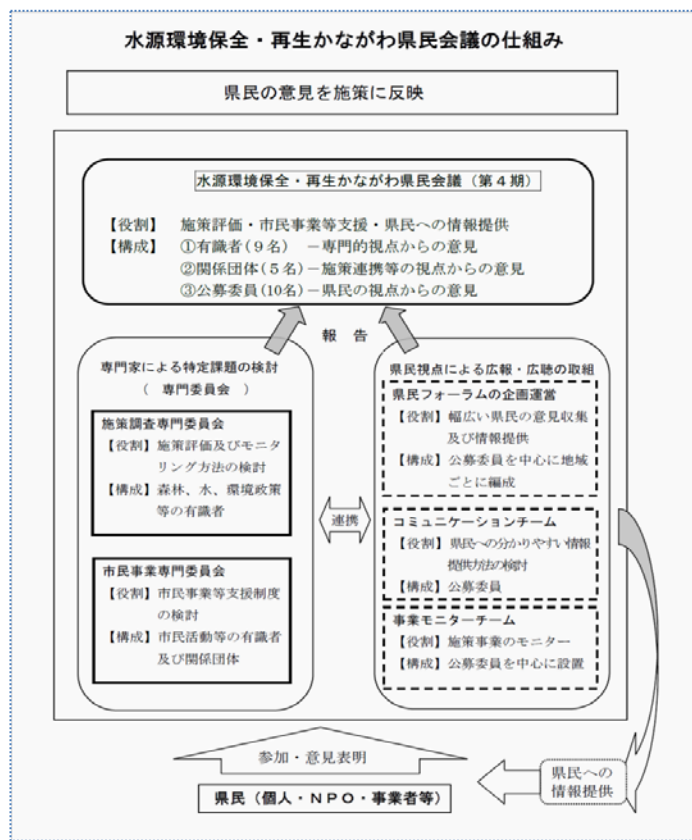 水源環境保全・再生かながわ県民会議の仕組み
県民の意見を施策に反映
水源環境保全・再生かながわ県民会議（第４期）
【役割】　施策評価・市民事業等支援・県民への情報提供
【構成】　①有識者（９名）　－専門的視点からの意見
②関係団体（５名）－施策連携等の視点からの意見
③公募委員（10名）－県民の視点からの意見
報　告
専門家による特定課題の検討
（　専門委員会　）
施策調査専門委員会
【役割】施策評価及びモニタ
リング方法の検討
【構成】森林、水、環境政策
等の有識者
市民事業専門委員会
【役割】市民事業等支援制度
の検討
【構成】市民活動等の有識者
及び関係団体
連携
県民視点による広報・広聴の取組
県民フォーラムの企画運営
【役割】幅広い県民の意見収集
及び情報提供
【構成】公募委員を中心に地域
ごとに編成
コミュニケーションチーム
【役割】県民への分かりやすい情報
提供方法の検討
【構成】公募委員
事業モニターチーム
【役割】施策事業のモニター
【構成】公募委員を中心に設置
参加・意見表明
県民（個人・ＮＰＯ・事業者等）
県民への
情報提供